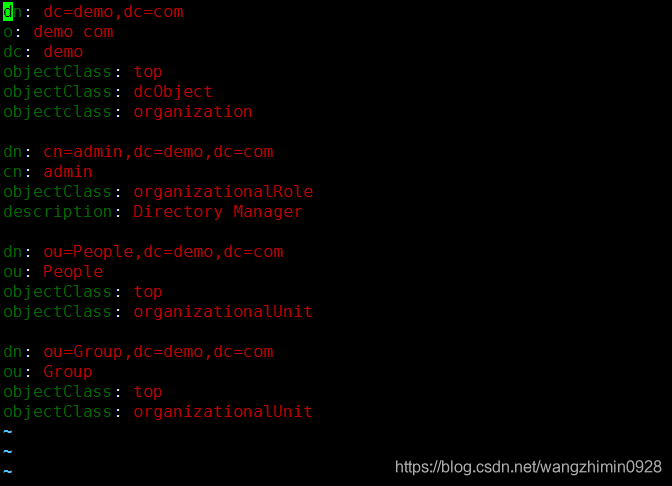 dn: dc=demo,dc=com
o: demo com
dc: demo
objectClass: top
objectClass: dcObject
objectclass: organization

dn: cn=admin,dc=demo,dc=com
cn: admin
objectClass: organizationalRole
description: Directory Manager

dn: ou=People,dc=demo,dc=com
ou: People
objectClass: top
objectClass: organizationalUnit

dn: ou=Group,dc=demo,dc=com
ou: Group
objectClass: top
objectClass: organizationalUnit
~
~
~
https://blog.csdn.net/wangzhimin0928